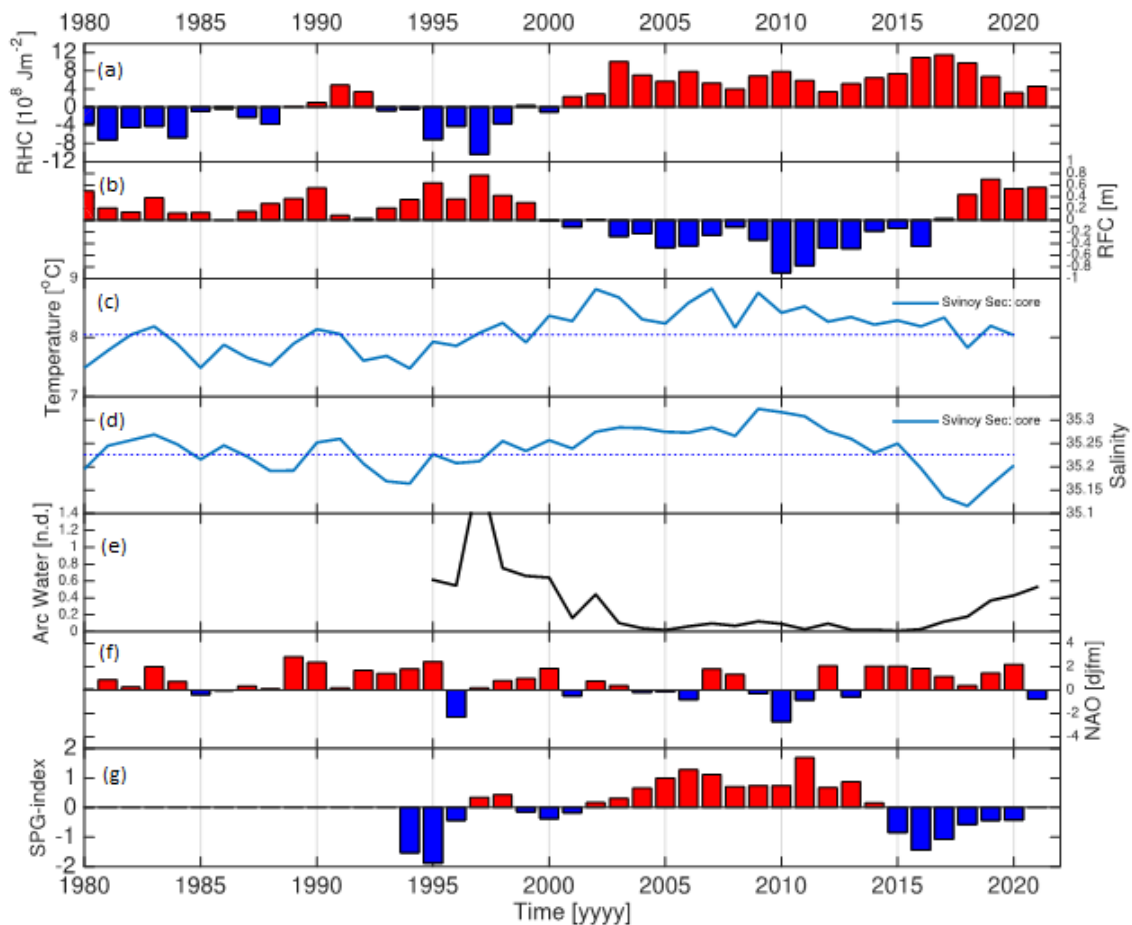 1980 1985 1990 1995 2000 2005 2010 2015 2020
(a)
RHC [10⁸ Jm⁻²]
12
4
0
-4
-8
-12
(b)
RFC [m]
1
0.8
0.6
0.4
0.2
0
-0.2
-0.4
-0.6
-0.8
-1
(c)
Temperature [°C]
9
8
7
Svinoy Sec: core
(d)
Salinity
35.3
35.25
35.2
35.15
35.1
Svinoy Sec: core
(e)
Arc Water [n.d.]
1.4
1.2
1
0.8
0.6
0.4
0.2
0
(f)
NAO [djfm]
4
2
0
-2
-4
(g)
SPG-index
2
1
0
-1
-2
1980 1985 1990 1995 2000 2005 2010 2015 2020
Time [yyyy]